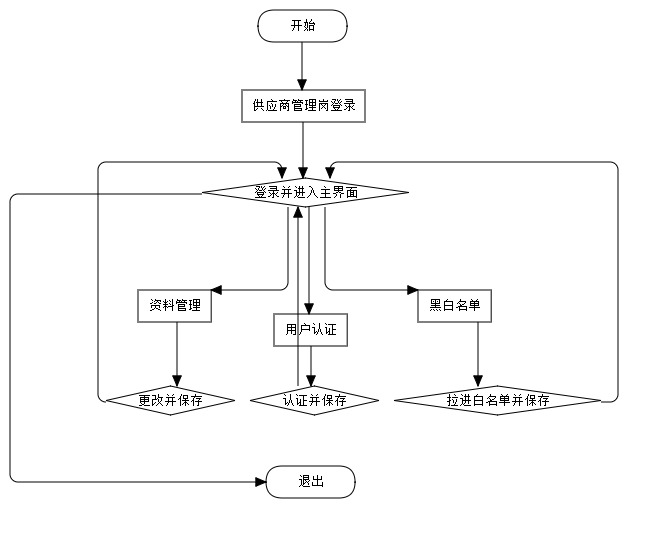 开始
供应商管理岗登录
登录并进入主界面
资料管理
用户认证
黑白名单
更改并保存
认证并保存
拉进白名单并保存
退出